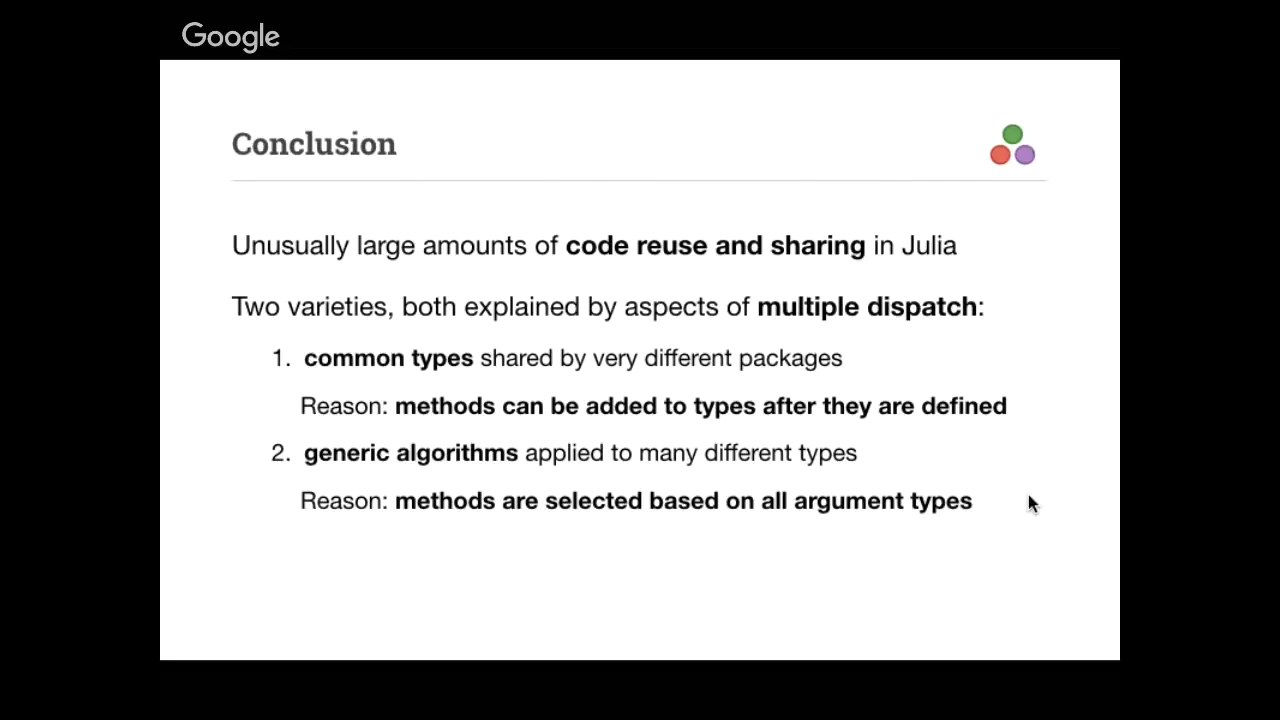 Google
Conclusion
Unusually large amounts of code reuse and sharing in Julia
Two varieties, both explained by aspects of multiple dispatch:
1. common types shared by very different packages
Reason: methods can be added to types after they are defined
2. generic algorithms applied to many different types
Reason: methods are selected based on all argument types